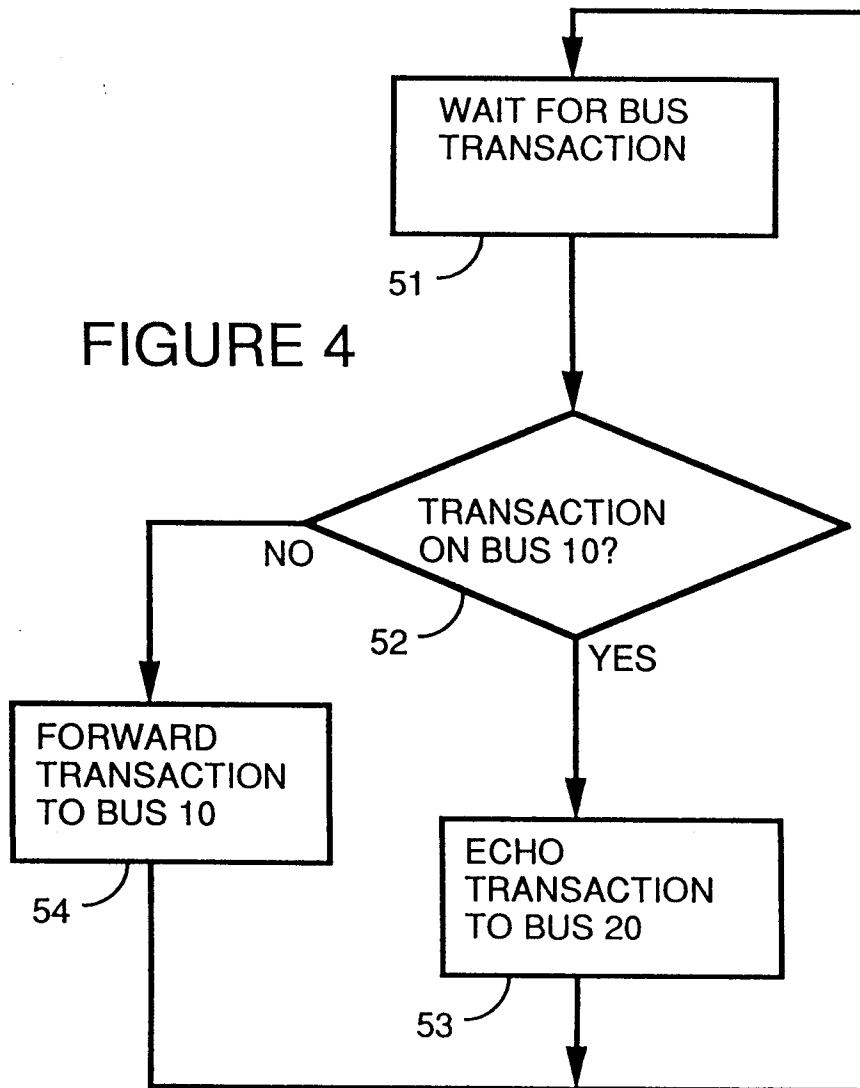 WAIT FOR BUS
TRANSACTION
51
FIGURE 4
TRANSACTION
ON BUS 10?
NO
52
YES
FORWARD
TRANSACTION
TO BUS 10
54
ECHO
TRANSACTION
TO BUS 20
53